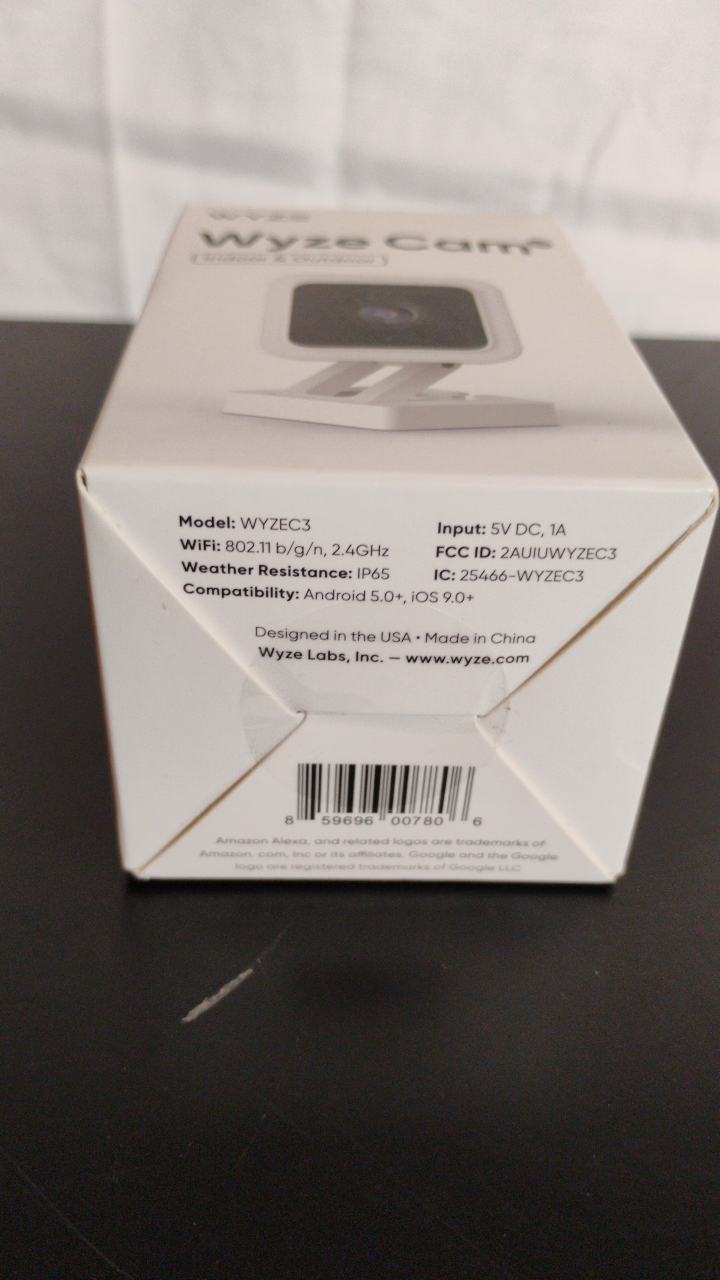 Wyze
Wyze Cam
Indoor & Outdoor
Model: WYZEC3
Input: 5V DC, 1A
WiFi: 802.11 b/g/n, 2.4GHz
FCC ID: 2AUIUWYZEC3
Weather Resistance: IP65
IC: 25466-WYZEC3
Compatibility: Android 5.0+, iOS 9.0+
Designed in the USA • Made in China
Wyze Labs, Inc. — www.wyze.com
8 59696 00780 6
Amazon Alexa, and related logos are trademarks of
Amazon. com, Inc or its affiliates. Google and the Google
logo are registered trademarks of Google LLC